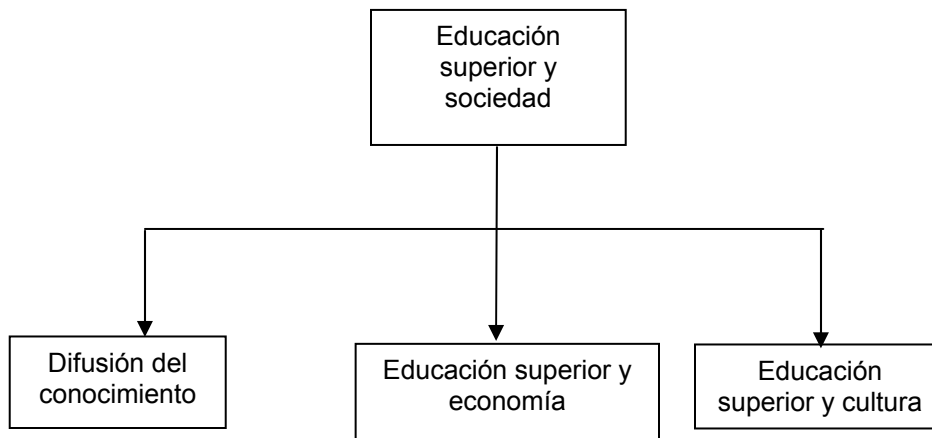 Educación
superior y
sociedad
Difusión del
conocimiento
Educación superior y
economía
Educación
superior y cultura